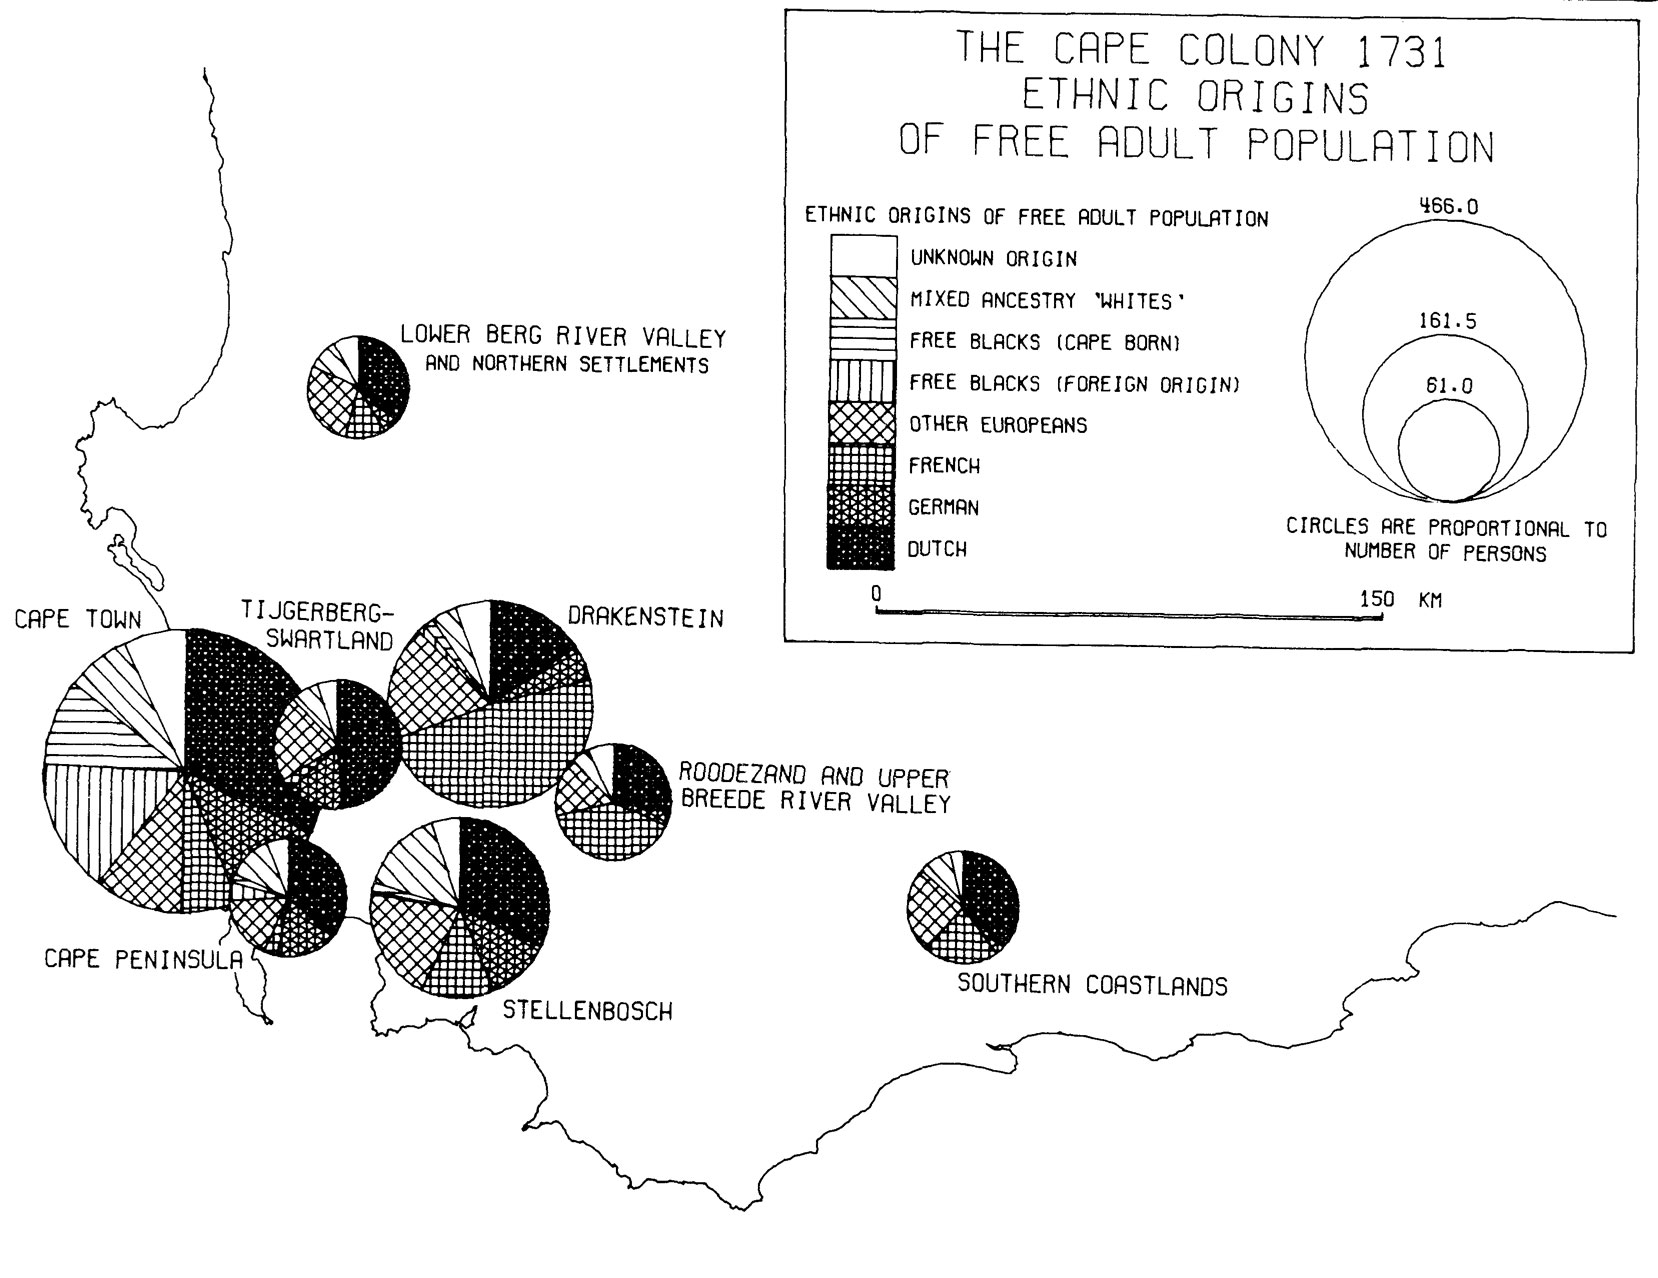 THE CAPE COLONY 1731
ETHNIC ORIGINS
OF FREE ADULT POPULATION
ETHNIC ORIGINS OF FREE ADULT POPULATION
UNKNOWN ORIGIN
MIXED ANCESTRY 'WHITES'
FREE BLACKS (CAPE BORN)
FREE BLACKS (FOREIGN ORIGIN)
OTHER EUROPEANS
FRENCH
GERMAN
DUTCH
466.0
161.5
61.0
CIRCLES ARE PROPORTIONAL TO
NUMBER OF PERSONS
0 150 KM
LOWER BERG RIVER VALLEY
AND NORTHERN SETTLEMENTS
CAPE TOWN
TIJGERBERG-
SWARTLAND
DRAKENSTEIN
ROODEZAND AND UPPER
BREEDE RIVER VALLEY
CAPE PENINSULA
STELLENBOSCH
SOUTHERN COASTLANDS